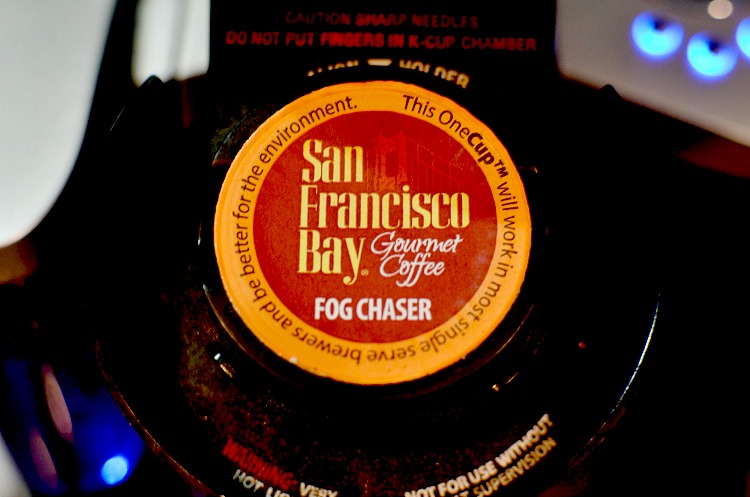 CAUTION SHARP NEEDLES
DO NOT PUT FINGERS IN K-CUP CHAMBER
HOLDER
This OneCup™ will work in most single serve brewers and be better for the environment.
San
Francisco
Bay®
Gourmet
Coffee
FOG CHASER
WARNING: VERY
HOT
NOT FOR USE WITHOUT
SUPERVISION